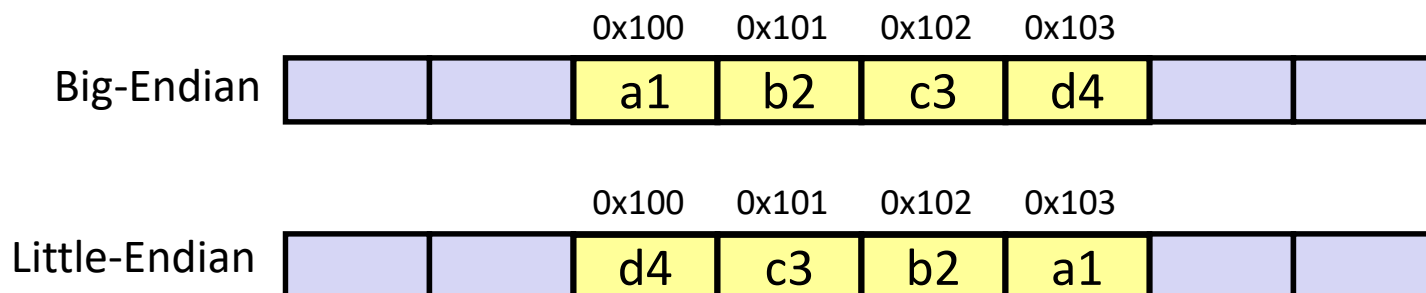 0x100 0x101 0x102 0x103
Big-Endian a1 b2 c3 d4
0x100 0x101 0x102 0x103
Little-Endian d4 c3 b2 a1